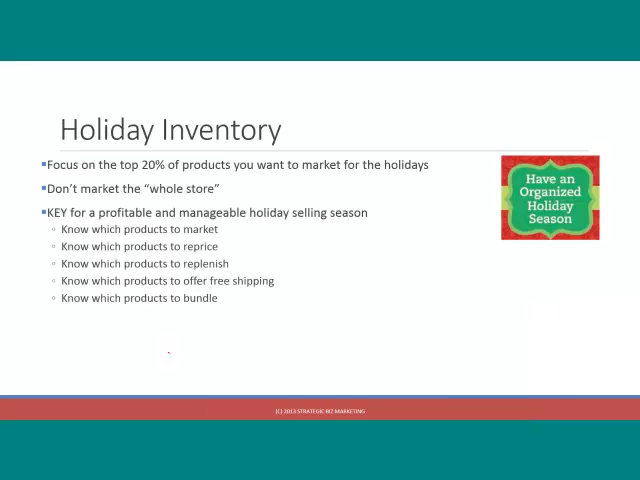 Holiday Inventory
Focus on the top 20% of products you want to market for the holidays
Don't market the “whole store”
KEY for a profitable and manageable holiday selling season
Know which products to market
Know which products to reprice
Know which products to replenish
Know which products to offer free shipping
Know which products to bundle
Have an
Organized
Holiday
Season
(C) 2013 STRATEGIC BIZ MARKETING